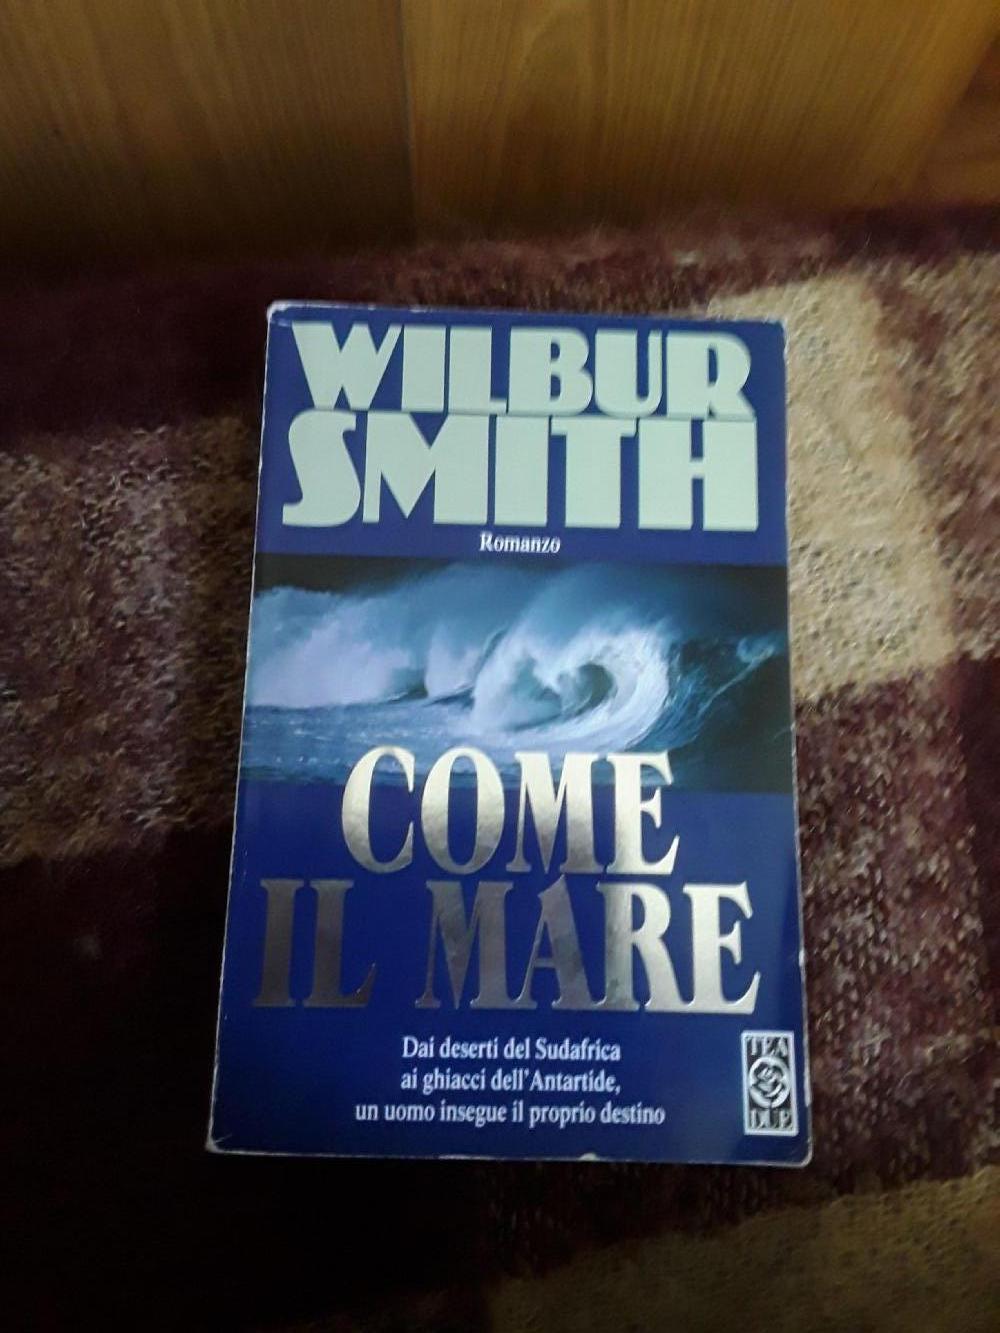 WILBUR
SMITH
Romanzo
COME
IL MARE
Dai deserti del Sudafrica
ai ghiacci dell'Antartide,
un uomo insegue il proprio destino
TEA
DUE